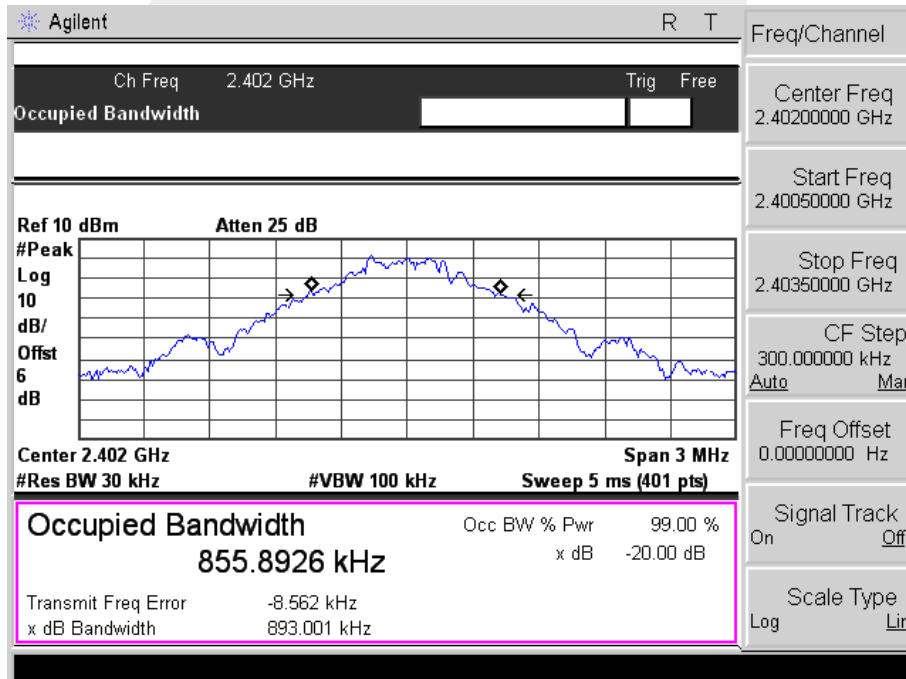 Agilent
R T
Ch Freq 2.402 GHz
Trig Free
Occupied Bandwidth
Ref 10 dBm
Atten 25 dB
#Peak
Log
10
dB/
Offst
6
dB
Center 2.402 GHz
Span 3 MHz
#Res BW 30 kHz
#VBW 100 kHz
Sweep 5 ms (401 pts)
Occupied Bandwidth
855.8926 kHz
Occ BW % Pwr 99.00 %
x dB -20.00 dB
Transmit Freq Error -8.562 kHz
x dB Bandwidth 893.001 kHz
Freq/Channel
Center Freq
2.40200000 GHz
Start Freq
2.40050000 GHz
Stop Freq
2.40350000 GHz
CF Step
300.000000 kHz
Auto Man
Freq Offset
0.00000000 Hz
Signal Track
On Off
Scale Type
Log Lin